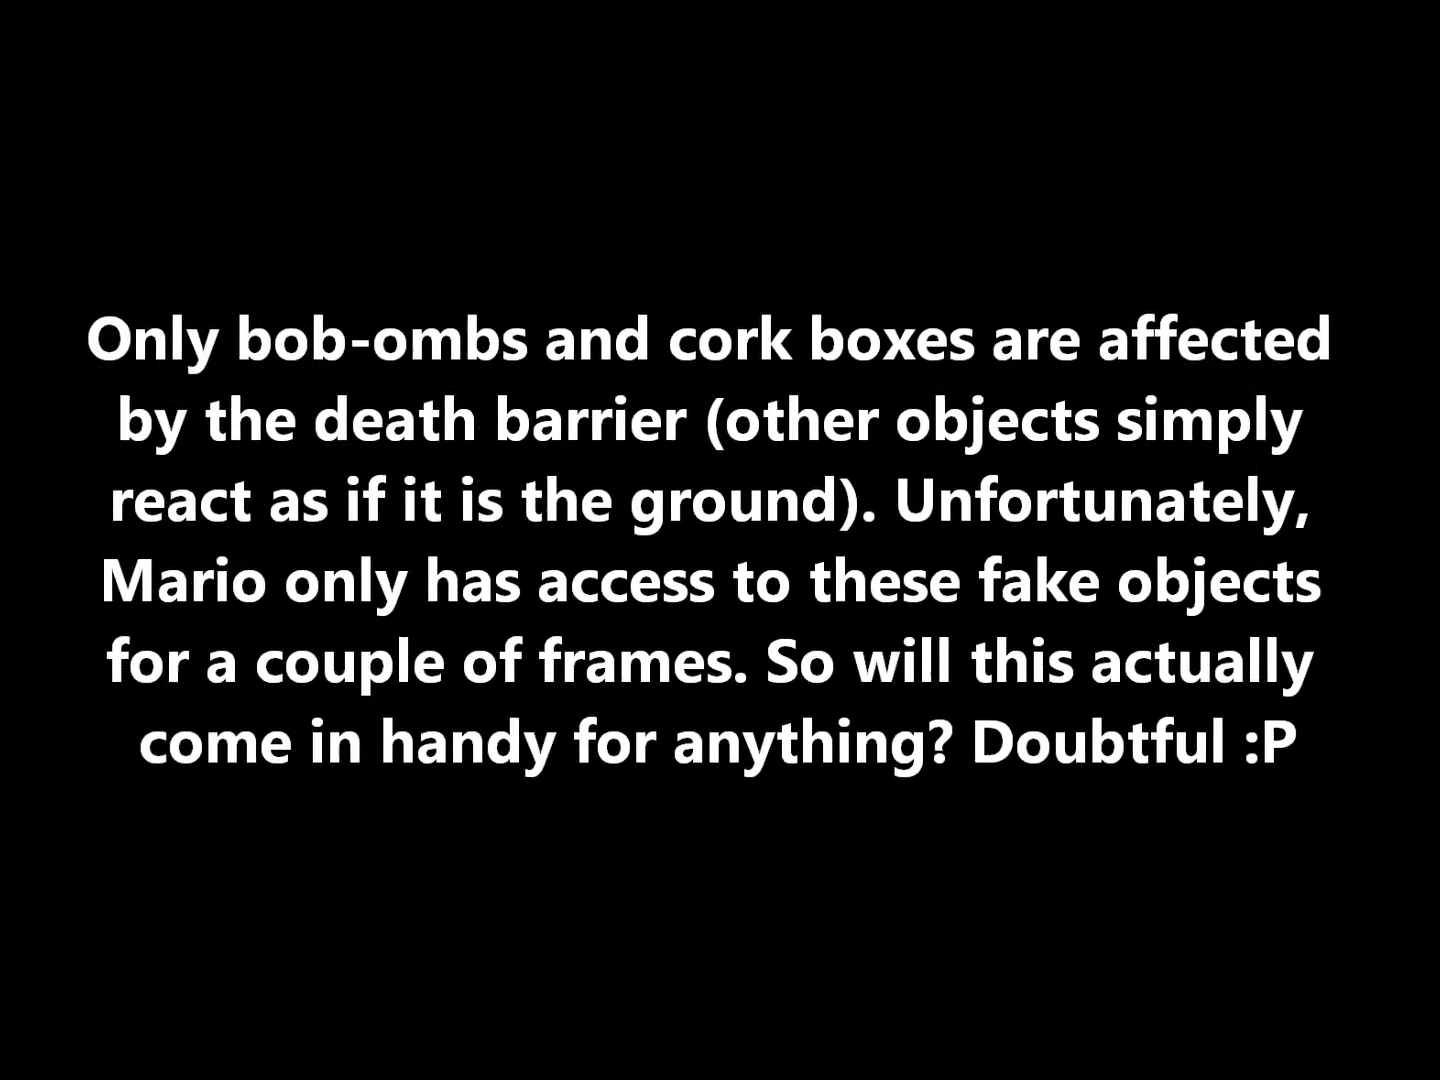 Only bob-ombs and cork boxes are affected
by the death barrier (other objects simply
react as if it is the ground). Unfortunately,
Mario only has access to these fake objects
for a couple of frames. So will this actually
come in handy for anything? Doubtful :P